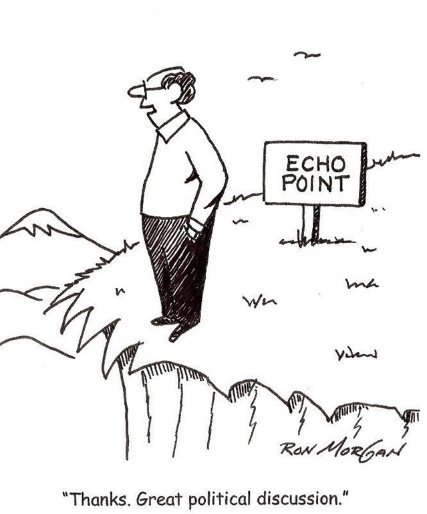 ECHO
POINT
RON MORGAN
"Thanks. Great political discussion."